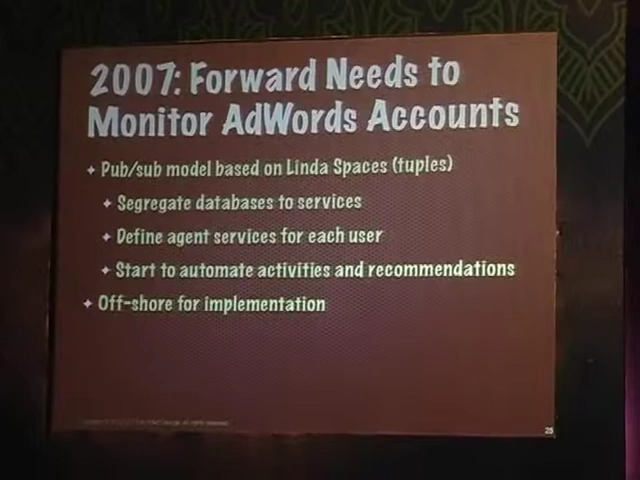 2007: Forward Needs to
Monitor AdWords Accounts
✦ Pub/sub model based on Linda Spaces (tuples)
✦ Segregate databases to services
✦ Define agent services for each user
✦ Start to automate activities and recommendations
✦ Off-shore for implementation